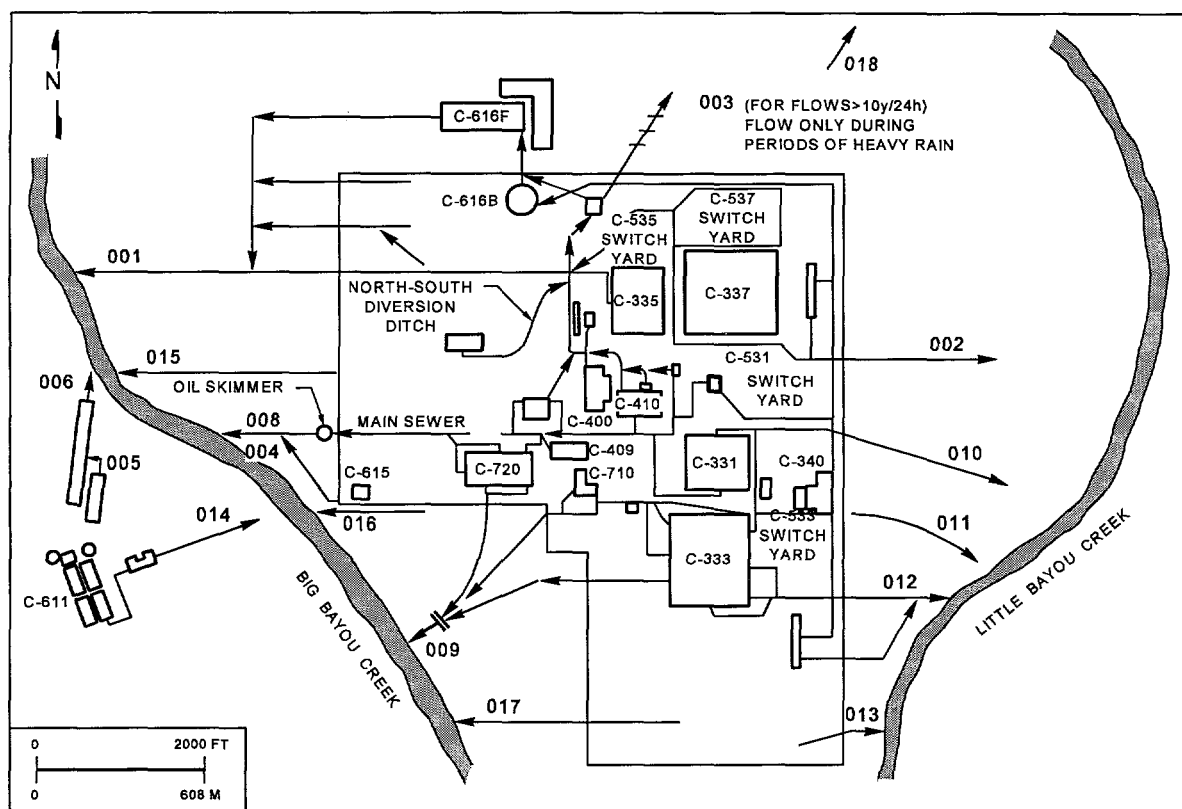 N
018
003 (FOR FLOWS>10y/24h)
FLOW ONLY DURING
PERIODS OF HEAVY RAIN
C-616F
C-616B
C-537
SWITCH
YARD
C-535
SWITCH
YARD
001
NORTH-SOUTH
DIVERSION
DITCH
C-335
C-337
002
C-531
SWITCH
YARD
015
006
OIL SKIMMER
008
MAIN SEWER
004
C-410
C-400
C-409
C-720
C-710
C-615
005
C-331
C-340
010
014
016
C-533
SWITCH
YARD
011
C-333
C-611
012
009
BIG BAYOU CREEK
LITTLE BAYOU CREEK
017
013
0 2000 FT
0 608 M